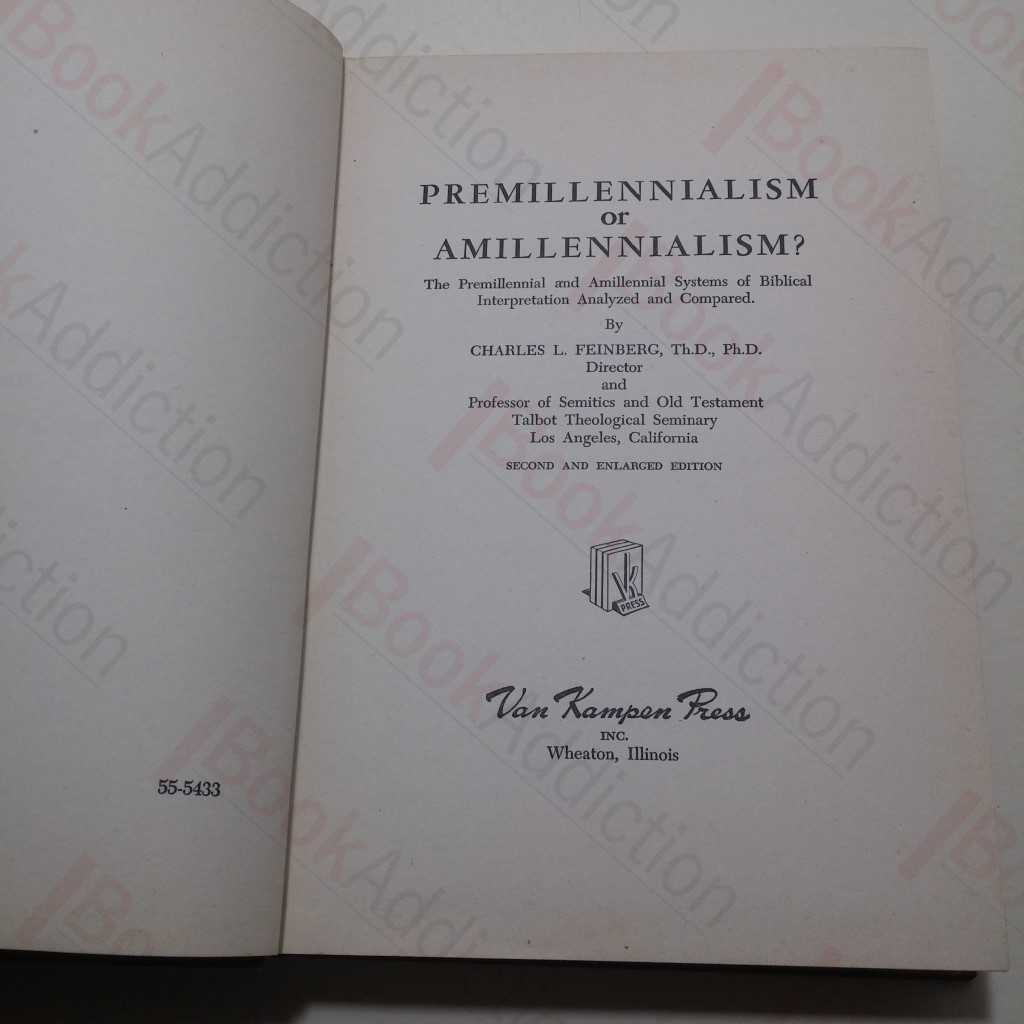 55-5433
PREMILLENNIALISM
or
AMILLENNIALISM?
The Premillennial and Amillennial Systems of Biblical
Interpretation Analyzed and Compared.
By
CHARLES L. FEINBERG, Th.D., Ph.D.
Director
and
Professor of Semitics and Old Testament
Talbot Theological Seminary
Los Angeles, California
SECOND AND ENLARGED EDITION
VK
PRESS
Van Kampen Press
INC.
Wheaton, Illinois
BookAddiction